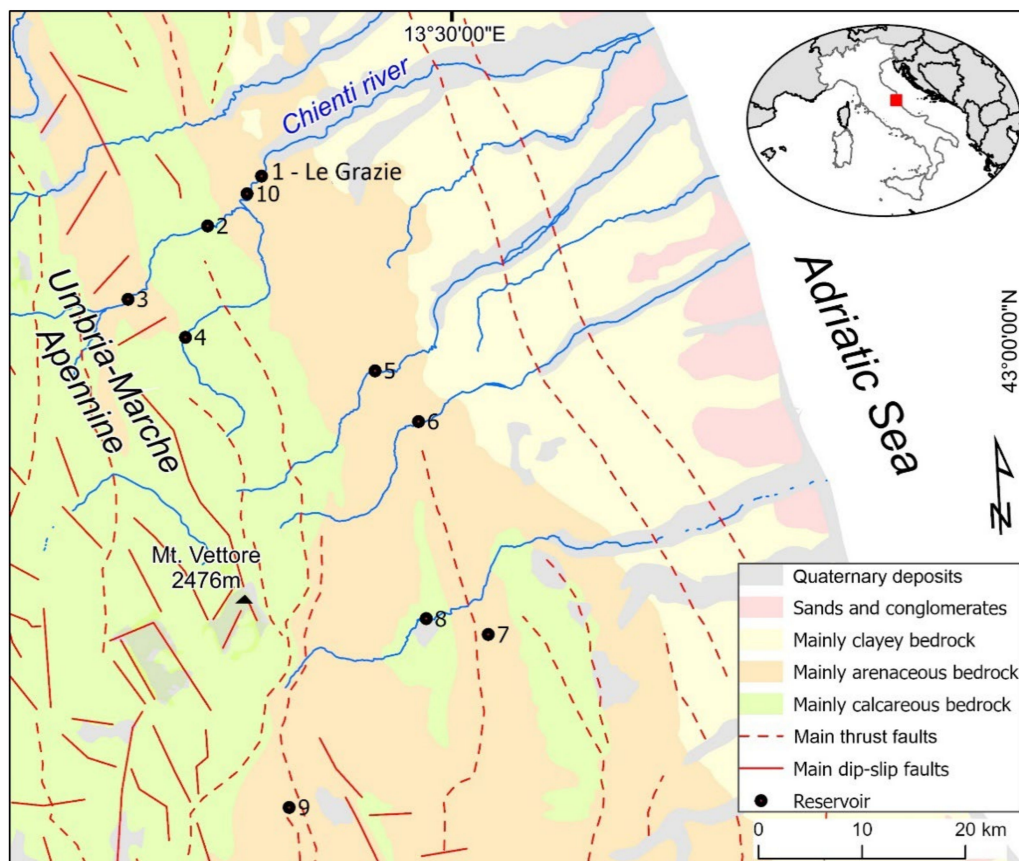 13°30'00"E
Chienti river
1 - Le Grazie
10
2
3
4
Umbria-Marche
Apennine
5
6
Adriatic Sea
43°00'00"N
N
Mt. Vettore
2476m
8
7
9
Quaternary deposits
Sands and conglomerates
Mainly clayey bedrock
Mainly arenaceous bedrock
Mainly calcareous bedrock
Main thrust faults
Main dip-slip faults
Reservoir
0 10 20 km